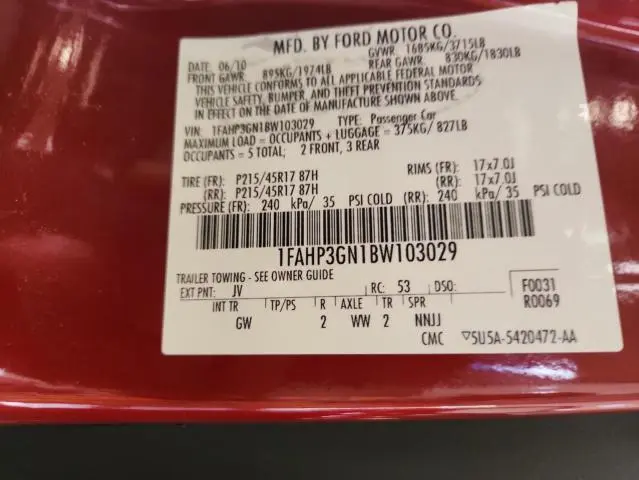 MFD. BY FORD MOTOR CO.
DATE 06/10 GVWR 1685KG/3715LB
FRONT GAWR: 895KG/1974LB REAR GAWR: 830KG/1830LB
THIS VEHICLE CONFORMS TO ALL APPLICABLE FEDERAL MOTOR
VEHICLE SAFETY, BUMPER, AND THEFT PREVENTION STANDARDS
IN EFFECT ON THE DATE OF MANUFACTURE SHOWN ABOVE.
VIN: 1FAHP3GN1BW103029 TYPE: Passenger Car
MAXIMUM LOAD = OCCUPANTS + LUGGAGE = 375KG/ 827LB
OCCUPANTS = 5 TOTAL; 2 FRONT, 3 REAR
TIRE (FR): P215/45R17 87H RIMS (FR): 17x7.0J
(RR): P215/45R17 87H (RR): 17x7.0J
PRESSURE (FR): 240 kPa/ 35 PSI COLD (RR): 240 kPa/ 35 PSI COLD
1FAHP3GN1BW103029
TRAILER TOWING - SEE OWNER GUIDE
EXT PNT: JV RC: 53 DSO: F0031
INT TR TP/PS R AXLE TR SPR R0069
GW 2 WW 2 NNJJ
CMC ▽5U5A-5420472-AA